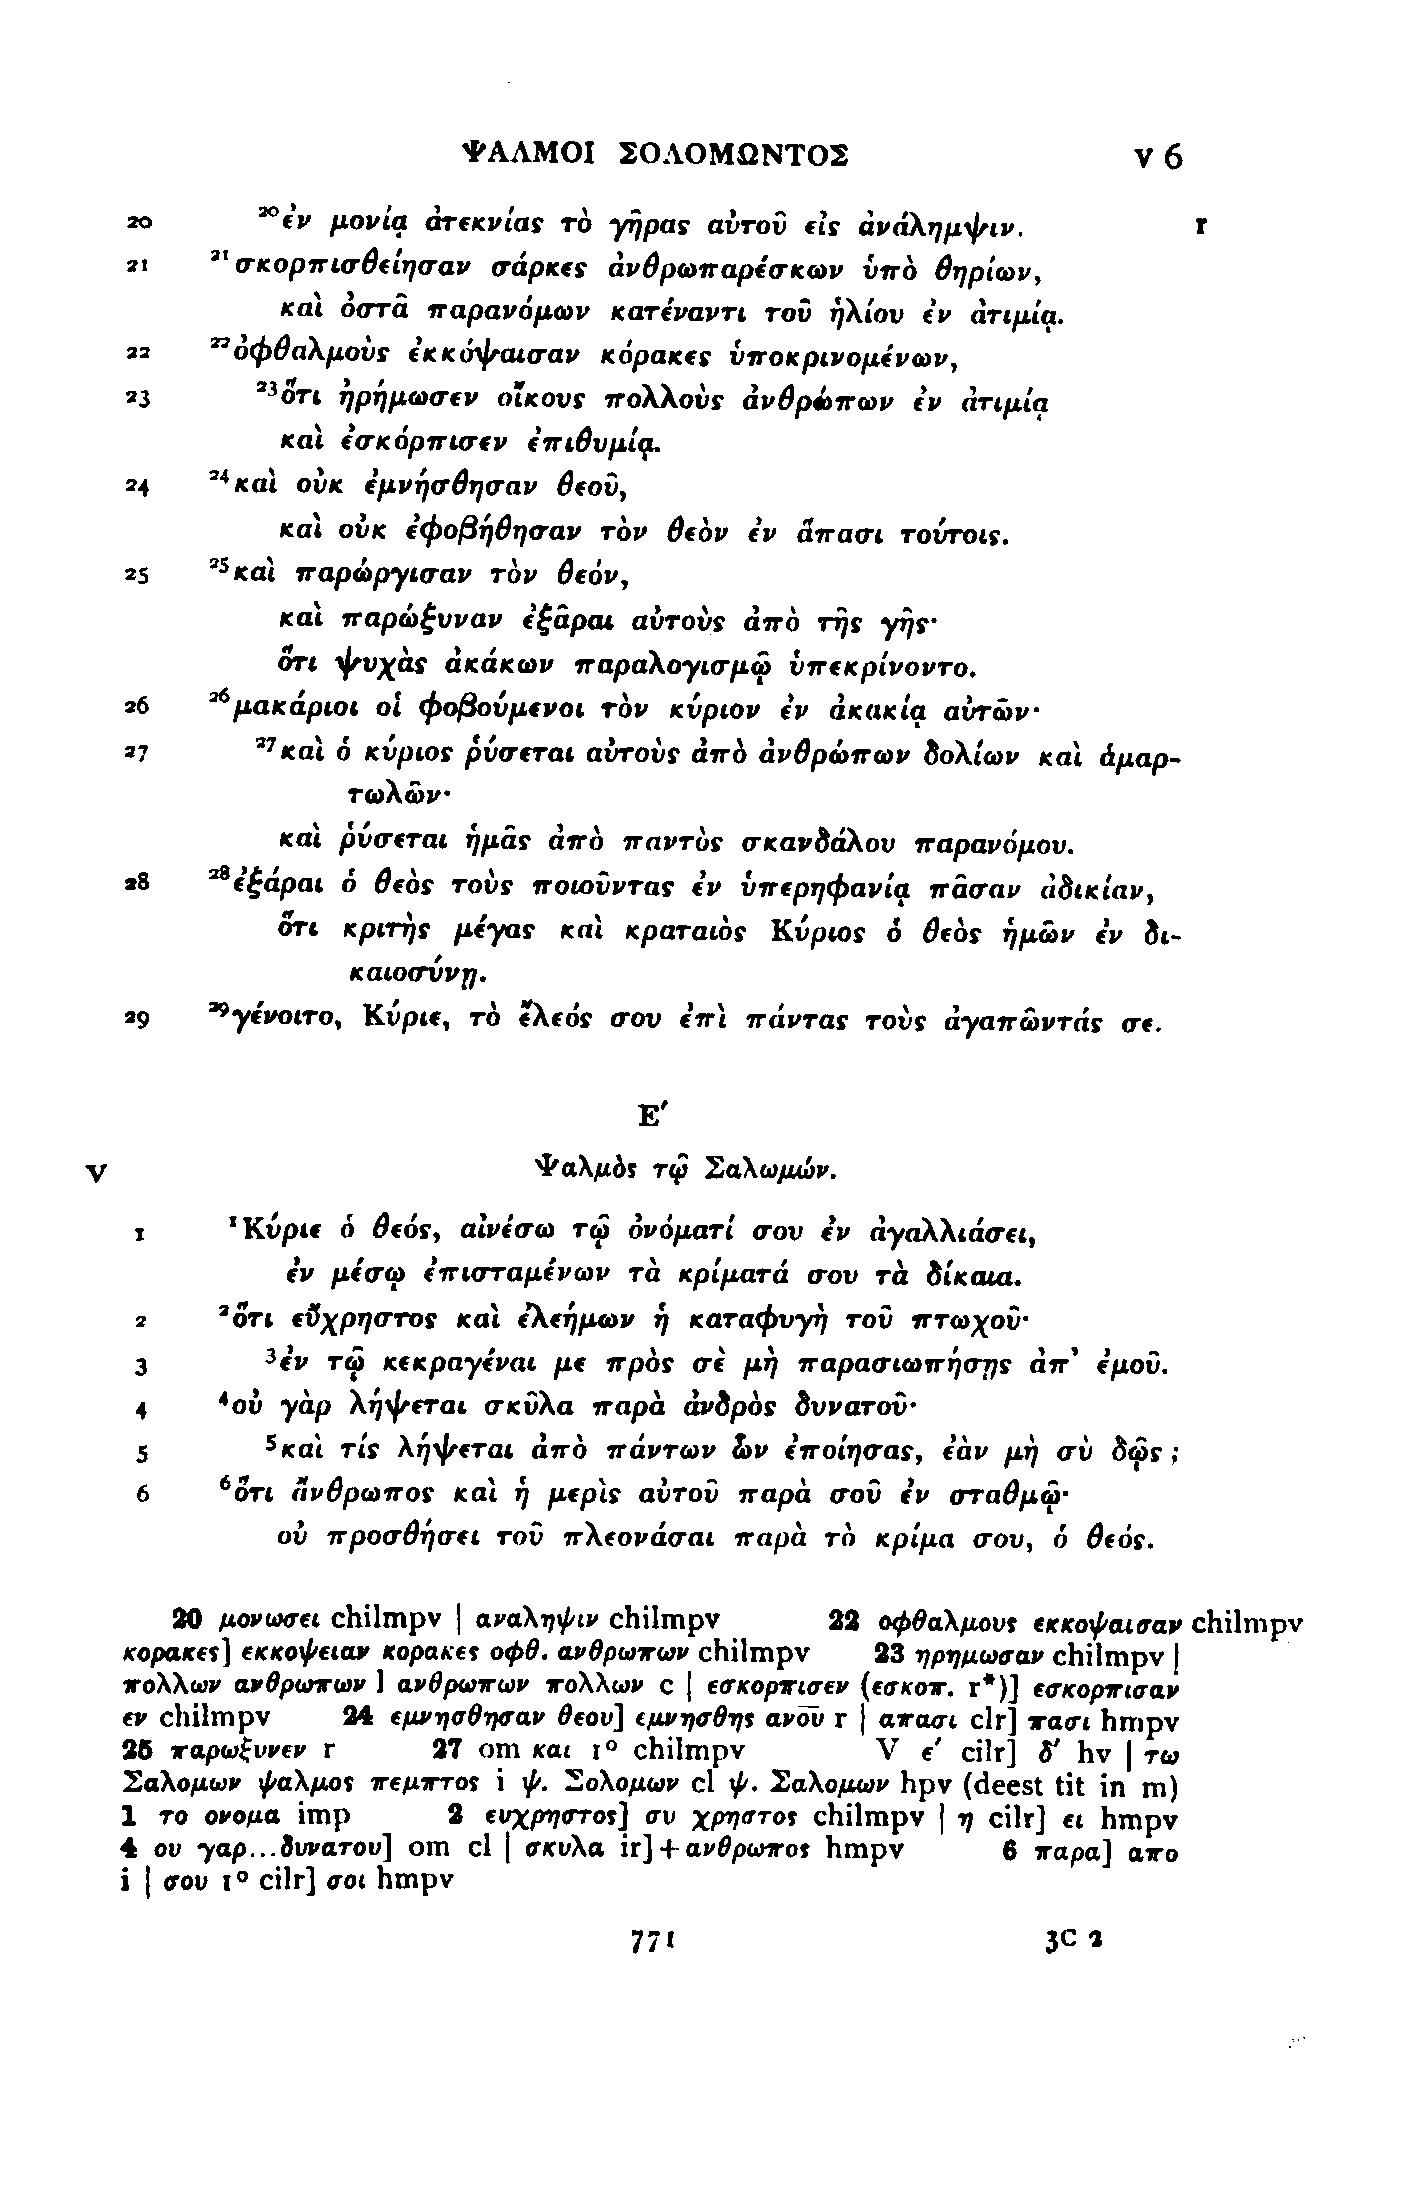 ΨΑΛΜΟΙ ΣΟΛΟΜΩΝΤΟΣ V 6
20 ²⁰ἐν μονίᾳ ἀτεκνίας τὸ γῆρας αὐτοῦ εἰς ἀνάλημψιν. r
21 ²¹σκορπισθείησαν σάρκες ἀνθρωπαρέσκων ὑπὸ θηρίων,
καὶ ὀστᾶ παρανόμων κατέναντι τοῦ ἡλίου ἐν ἀτιμίᾳ.
22 ²²ὀφθαλμοὺς ἐκκόψαισαν κόρακες ὑποκρινομένων,
23 ²³ὅτι ἠρήμωσεν οἴκους πολλοὺς ἀνθρώπων ἐν ἀτιμίᾳ
καὶ ἐσκόρπισεν ἐπιθυμίᾳ.
24 ²⁴καὶ οὐκ ἐμνήσθησαν θεοῦ,
καὶ οὐκ ἐφοβήθησαν τὸν θεὸν ἐν ἅπασι τούτοις.
25 ²⁵καὶ παρώργισαν τὸν θεόν,
καὶ παρώξυναν ἐξᾶραι αὐτοὺς ἀπὸ τῆς γῆς·
ὅτι ψυχὰς ἀκάκων παραλογισμῷ ὑπεκρίνοντο.
26 ²⁶μακάριοι οἱ φοβούμενοι τὸν κύριον ἐν ἀκακίᾳ αὐτῶν·
27 ²⁷καὶ ὁ κύριος ῥύσεται αὐτοὺς ἀπὸ ἀνθρώπων δολίων καὶ ἁμαρ-
τωλῶν·
καὶ ῥύσεται ἡμᾶς ἀπὸ παντὸς σκανδάλου παρανόμου.
28 ²⁸ἐξάραι ὁ θεὸς τοὺς ποιοῦντας ἐν ὑπερηφανίᾳ πᾶσαν ἀδικίαν,
ὅτι κριτὴς μέγας καὶ κραταιὸς Κύριος ὁ θεὸς ἡμῶν ἐν δι-
καιοσύνῃ.
29 ²⁹γένοιτο, Κύριε, τὸ ἔλεός σου ἐπὶ πάντας τοὺς ἀγαπῶντάς σε.
Ε′
V Ψαλμὸς τῷ Σαλωμών.
1 ¹Κύριε ὁ θεός, αἰνέσω τῷ ὀνόματί σου ἐν ἀγαλλιάσει,
ἐν μέσῳ ἐπισταμένων τὰ κρίματά σου τὰ δίκαια.
2 ²ὅτι εὔχρηστος καὶ ἐλεήμων ἡ καταφυγὴ τοῦ πτωχοῦ·
3 ³ἐν τῷ κεκραγέναι με πρὸς σὲ μὴ παρασιωπήσῃς ἀπ’ ἐμοῦ.
4 ⁴οὐ γὰρ λήψεται σκῦλα παρὰ ἀνδρὸς δυνατοῦ·
5 ⁵καὶ τίς λήψεται ἀπὸ πάντων ὧν ἐποίησας, ἐὰν μὴ σὺ δῷς ;
6 ⁶ὅτι ἄνθρωπος καὶ ἡ μερὶς αὐτοῦ παρὰ σοῦ ἐν σταθμῷ·
οὐ προσθήσει τοῦ πλεονάσαι παρὰ τὸ κρίμα σου, ὁ θεός.
20 μονωσει chilmpv | αναληψιν chilmpv 22 οφθαλμους εκκοψαισαν chilmpv
κορακες] εκκοψειαν κορακες οφθ. ανθρωπων chilmpv 23 ηρημωσαν chilmpv |
πολλων ανθρωπων] ανθρωπων πολλων c | εσκορπισεν (εσκοπ. r*)] εσκορπισαν
εν chilmpv 24 εμνησθησαν θεου] εμνησθης ανο̅υ̅ r | απασι clr] πασι hmpv
25 παρωξυνεν r 27 om και 1° chilmpv V ε′ cilr] δ′ hv | τω
Σαλομων ψαλμος πεμπτος i ψ. Σολομων cl ψ. Σαλομων hpv (deest tit in m)
1 το ονομα imp 2 ευχρηστος] συ χρηστος chilmpv | η cilr] ει hmpv
4 ου γαρ...δυνατου] om cl | σκυλα ir]+ανθρωπος hmpv 6 παρα] απο
i | σου 1° cilr] σοι hmpv
771 3C 2